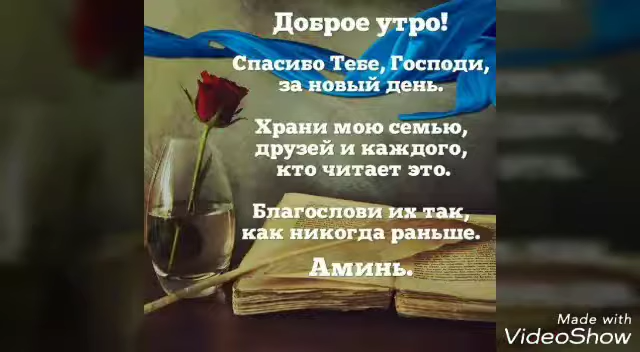 Доброе утро!
Спасибо Тебе, Господи,
за новый день.
Храни мою семью,
друзей и каждого,
кто читает это.
Благослови их так,
как никогда раньше.
Аминь.
Made with
VideoShow